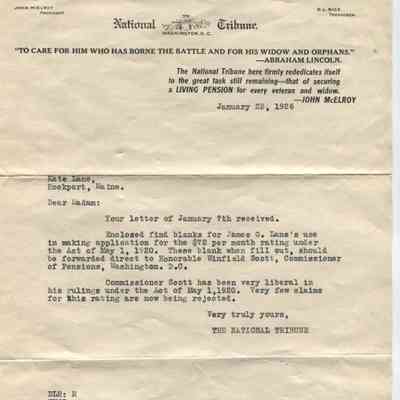 JOHN McELROY
PRESIDENT
R.L. RICE
TREASURER
The
National Tribune.
WASHINGTON, D.C.
"TO CARE FOR HIM WHO HAS BORNE THE BATTLE AND FOR HIS WIDOW AND ORPHANS."
—ABRAHAM LINCOLN.
The National Tribune here firmly rededicates itself
to the great task still remaining—that of securing
a LIVING PENSION for every veteran and widow.
—JOHN McELROY
January 22, 1926
Kate Lane,
Rockport, Maine.
Dear Madam:
Your letter of January 7th received.
Enclosed find blanks for James G. Lane's use
in making application for the $72 per month rating under
the Act of May 1, 1920. These blank when fill out, should
be forwarded direct to Honorable Winfield Scott, Commissioner
of Pensions, Washington. D.C.
Commissioner Scott has been very liberal in
his rulings under the Act of May 1,1920. Very few claims
for this rating are now being rejected.
Very truly yours,
THE NATIONAL TRIBUNE